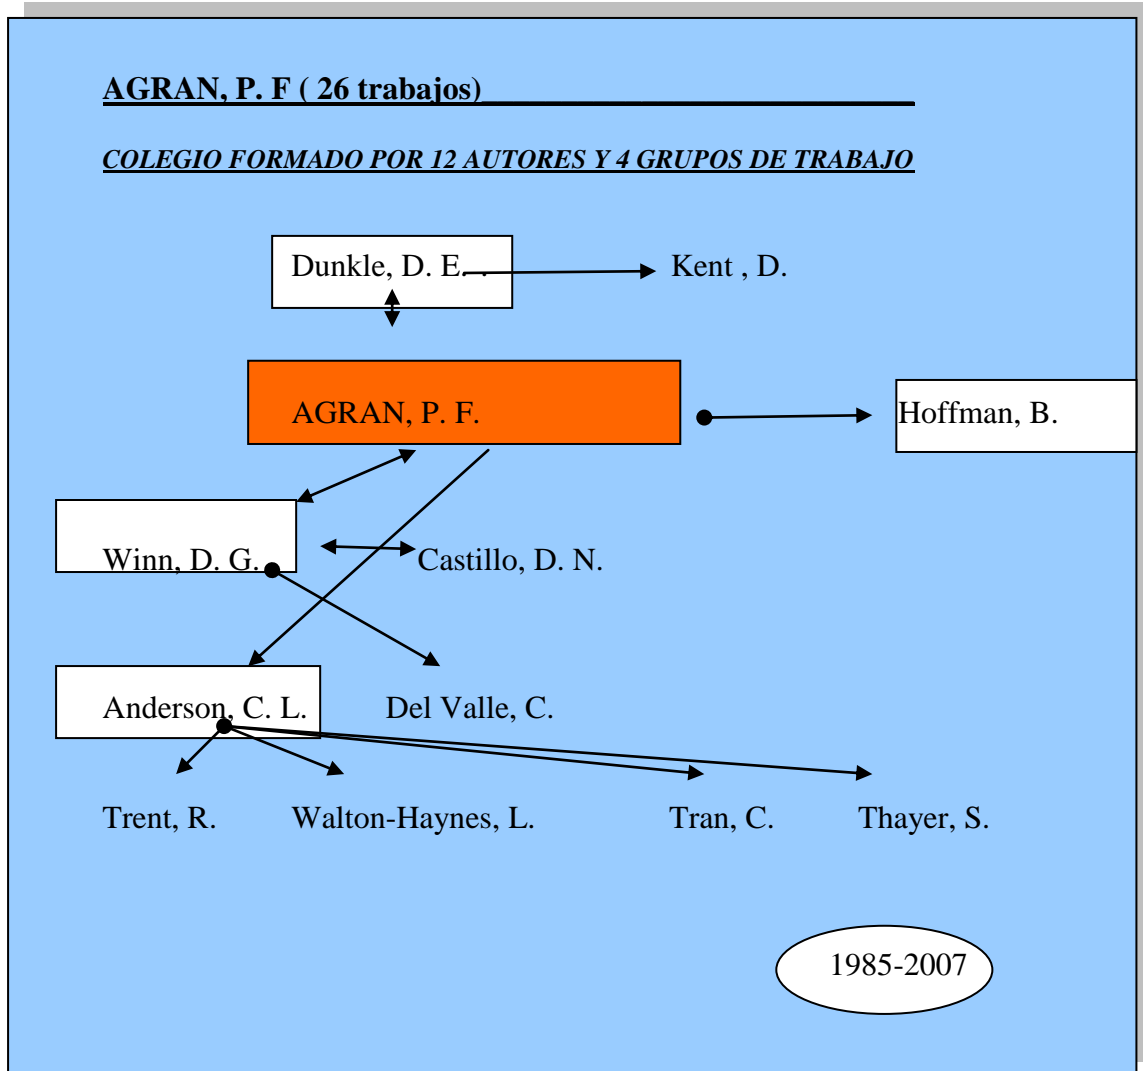 AGRAN, P. F ( 26 trabajos)
COLEGIO FORMADO POR 12 AUTORES Y 4 GRUPOS DE TRABAJO
Dunkle, D. E. . Kent , D.
AGRAN, P. F. Hoffman, B.
Winn, D. G. Castillo, D. N.
Anderson, C. L. Del Valle, C.
Trent, R. Walton-Haynes, L. Tran, C. Thayer, S.
1985-2007